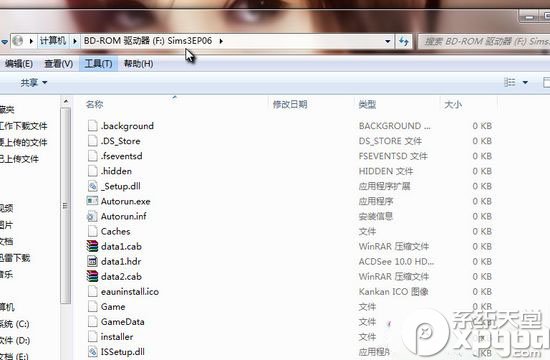 计算机 BD-ROM 驱动器 (F:) Sims3EP06 搜索 BD-ROM 驱动器 (F:) Sims3EP06
编辑(E) 查看(V) 工具(T) 帮助(H)
共享
名称 修改日期 类型 大小
.background BACKGROUND ... 0 KB
.DS_Store DS_STORE 文件 0 KB
.fseventsd FSEVENTSD 文件 0 KB
.hidden HIDDEN 文件 0 KB
_Setup.dll 应用程序扩展 0 KB
Autorun.exe 应用程序 0 KB
Autorun.inf 安装信息 0 KB
Caches 文件 0 KB
data1.cab WinRAR 压缩文件 0 KB
data1.hdr ACDSee 10.0 HD... 0 KB
data2.cab WinRAR 压缩文件 0 KB
eauninstall.ico Kankan ICO 图像 0 KB
Game 文件 0 KB
GameData 文件
installer 文件
ISSetup.dll 应用程序扩展
藏夹
工作下载文件
要上传的文件
已上传文件
视频
图片
文档
迅雷下载
音乐
计算机
系统 (C:)
软件 (D:)
文档 (E:)
系统天堂